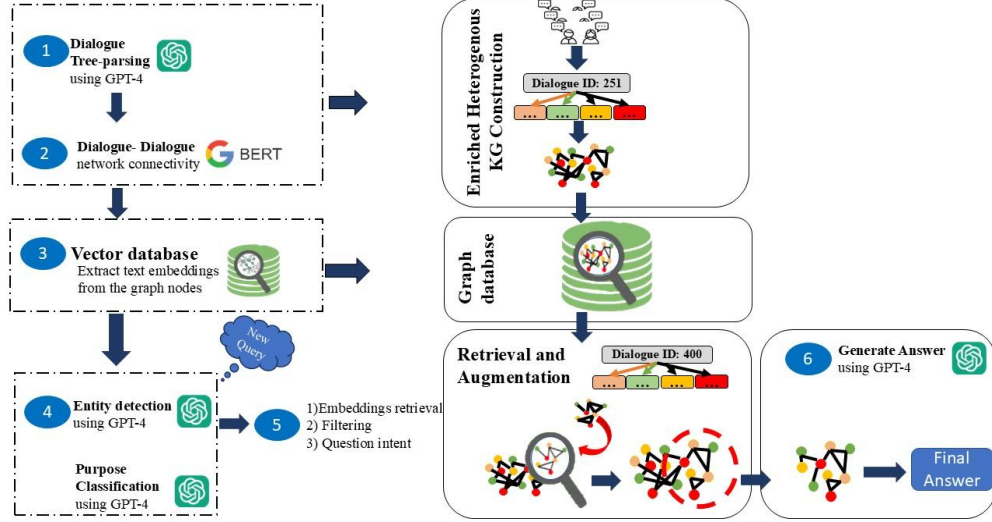 1
Dialogue
Tree-parsing
using GPT-4
2
Dialogue- Dialogue
network connectivity
BERT
3
Vector database
Extract text embeddings
from the graph nodes
New
Query
4
Entity detection
using GPT-4
Purpose
Classification
using GPT-4
5
1)Embeddings retrieval
2) Filtering
3) Question intent
Enriched Heterogenous
KG Construction
Dialogue ID: 251
... ... ... ...
Graph
database
Retrieval and
Augmentation
Dialogue ID: 400
... ... ... ...
6
Generate Answer
using GPT-4
Final
Answer